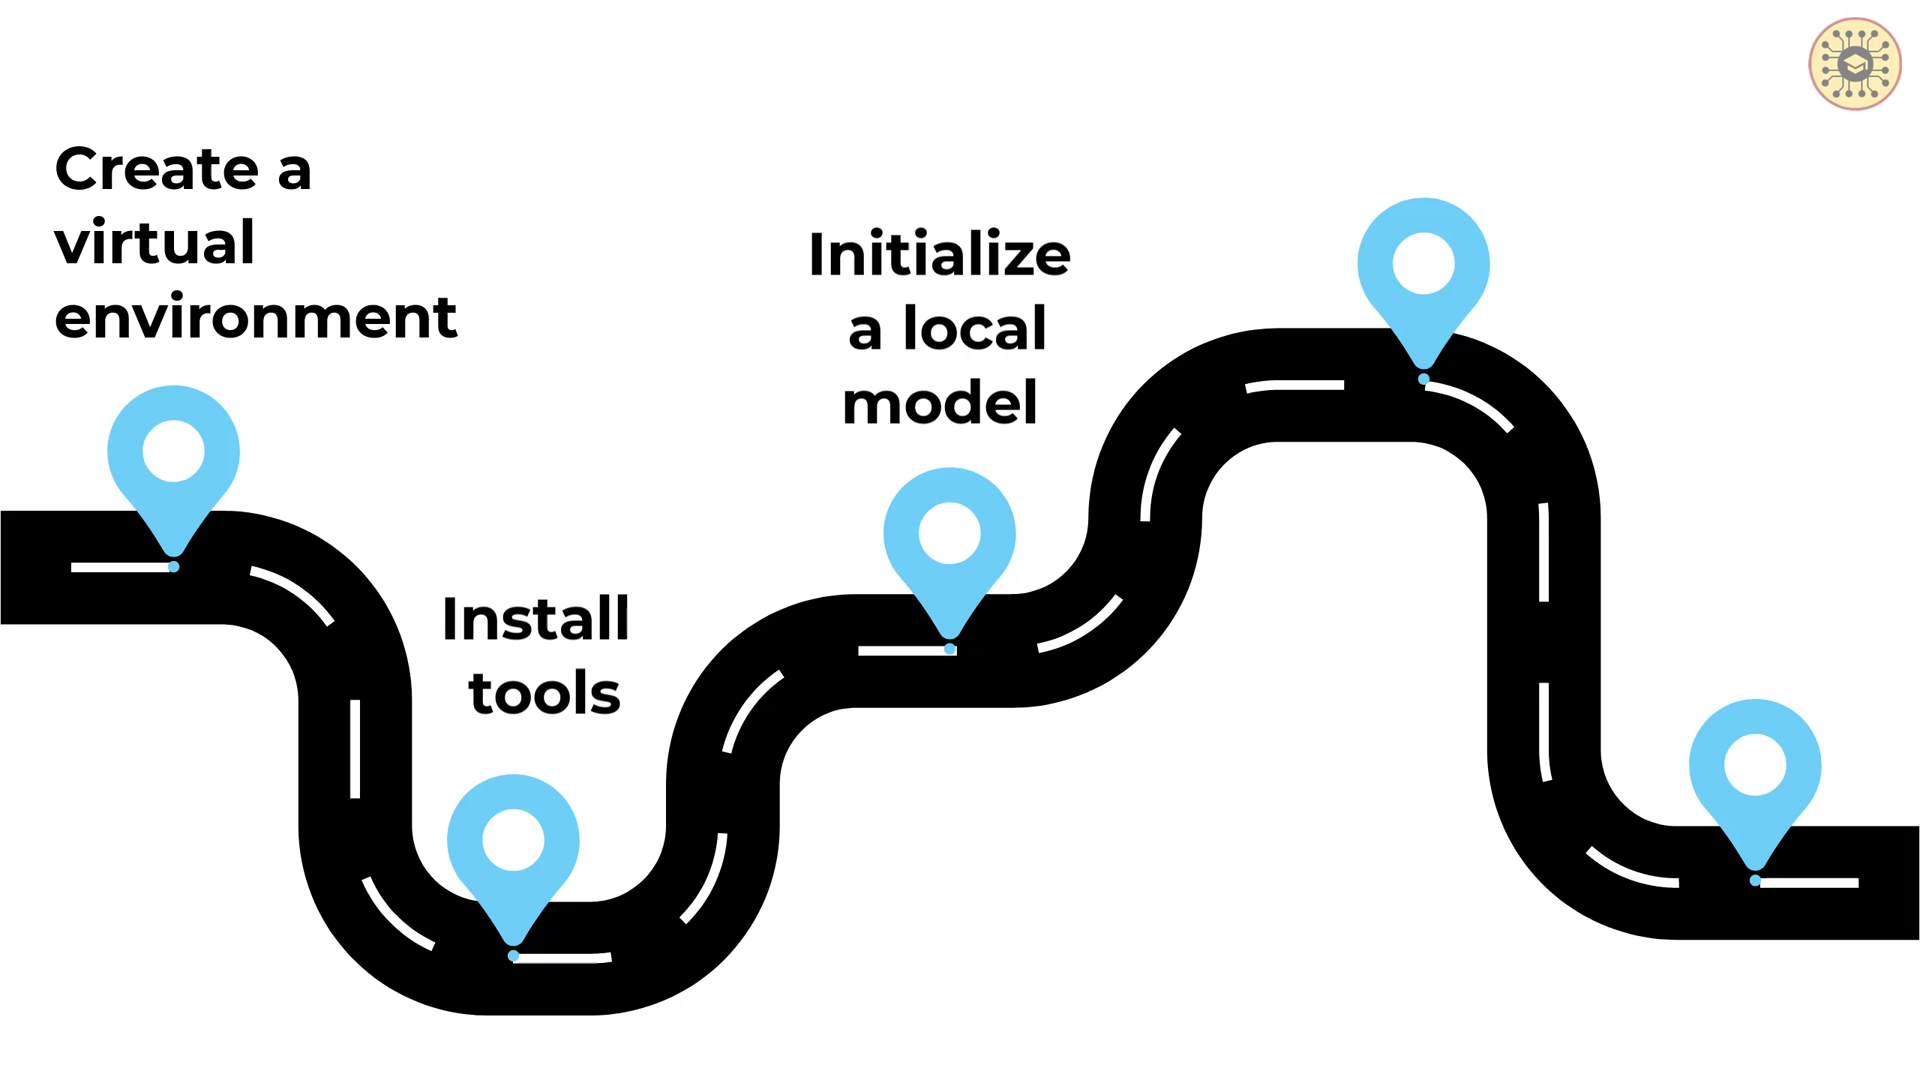 Create a
virtual
environment
Install
tools
Initialize
a local
model